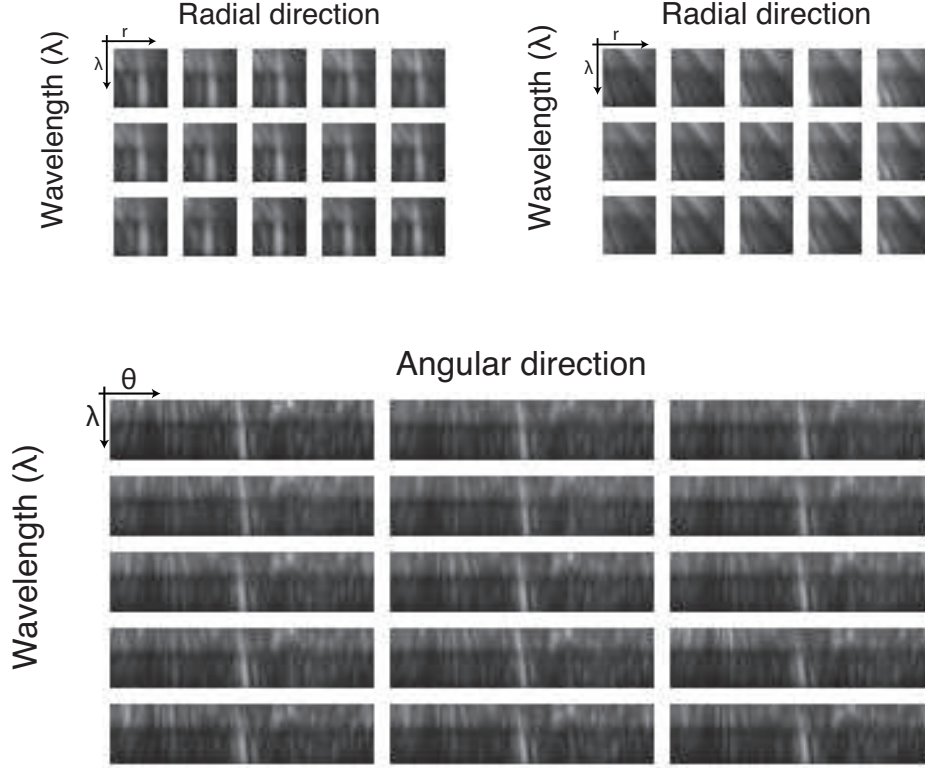 Radial direction
Wavelength (λ)
r
λ
Radial direction
Wavelength (λ)
r
λ
Angular direction
Wavelength (λ)
θ
λ